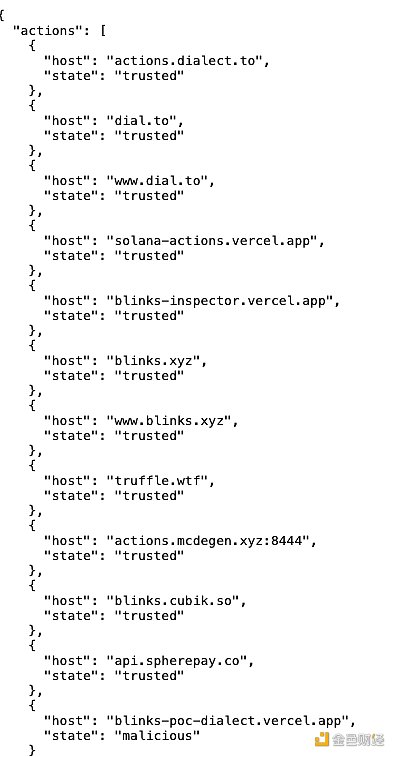 {
  "actions": [
    {
      "host": "actions.dialect.to",
      "state": "trusted"
    },
    {
      "host": "dial.to",
      "state": "trusted"
    },
    {
      "host": "www.dial.to",
      "state": "trusted"
    },
    {
      "host": "solana-actions.vercel.app",
      "state": "trusted"
    },
    {
      "host": "blinks-inspector.vercel.app",
      "state": "trusted"
    },
    {
      "host": "blinks.xyz",
      "state": "trusted"
    },
    {
      "host": "www.blinks.xyz",
      "state": "trusted"
    },
    {
      "host": "truffle.wtf",
      "state": "trusted"
    },
    {
      "host": "actions.mcdegen.xyz:8444",
      "state": "trusted"
    },
    {
      "host": "blinks.cubik.so",
      "state": "trusted"
    },
    {
      "host": "api.spherepay.co",
      "state": "trusted"
    },
    {
      "host": "blinks-poc-dialect.vercel.app",
      "state": "malicious"
    }
金色财经